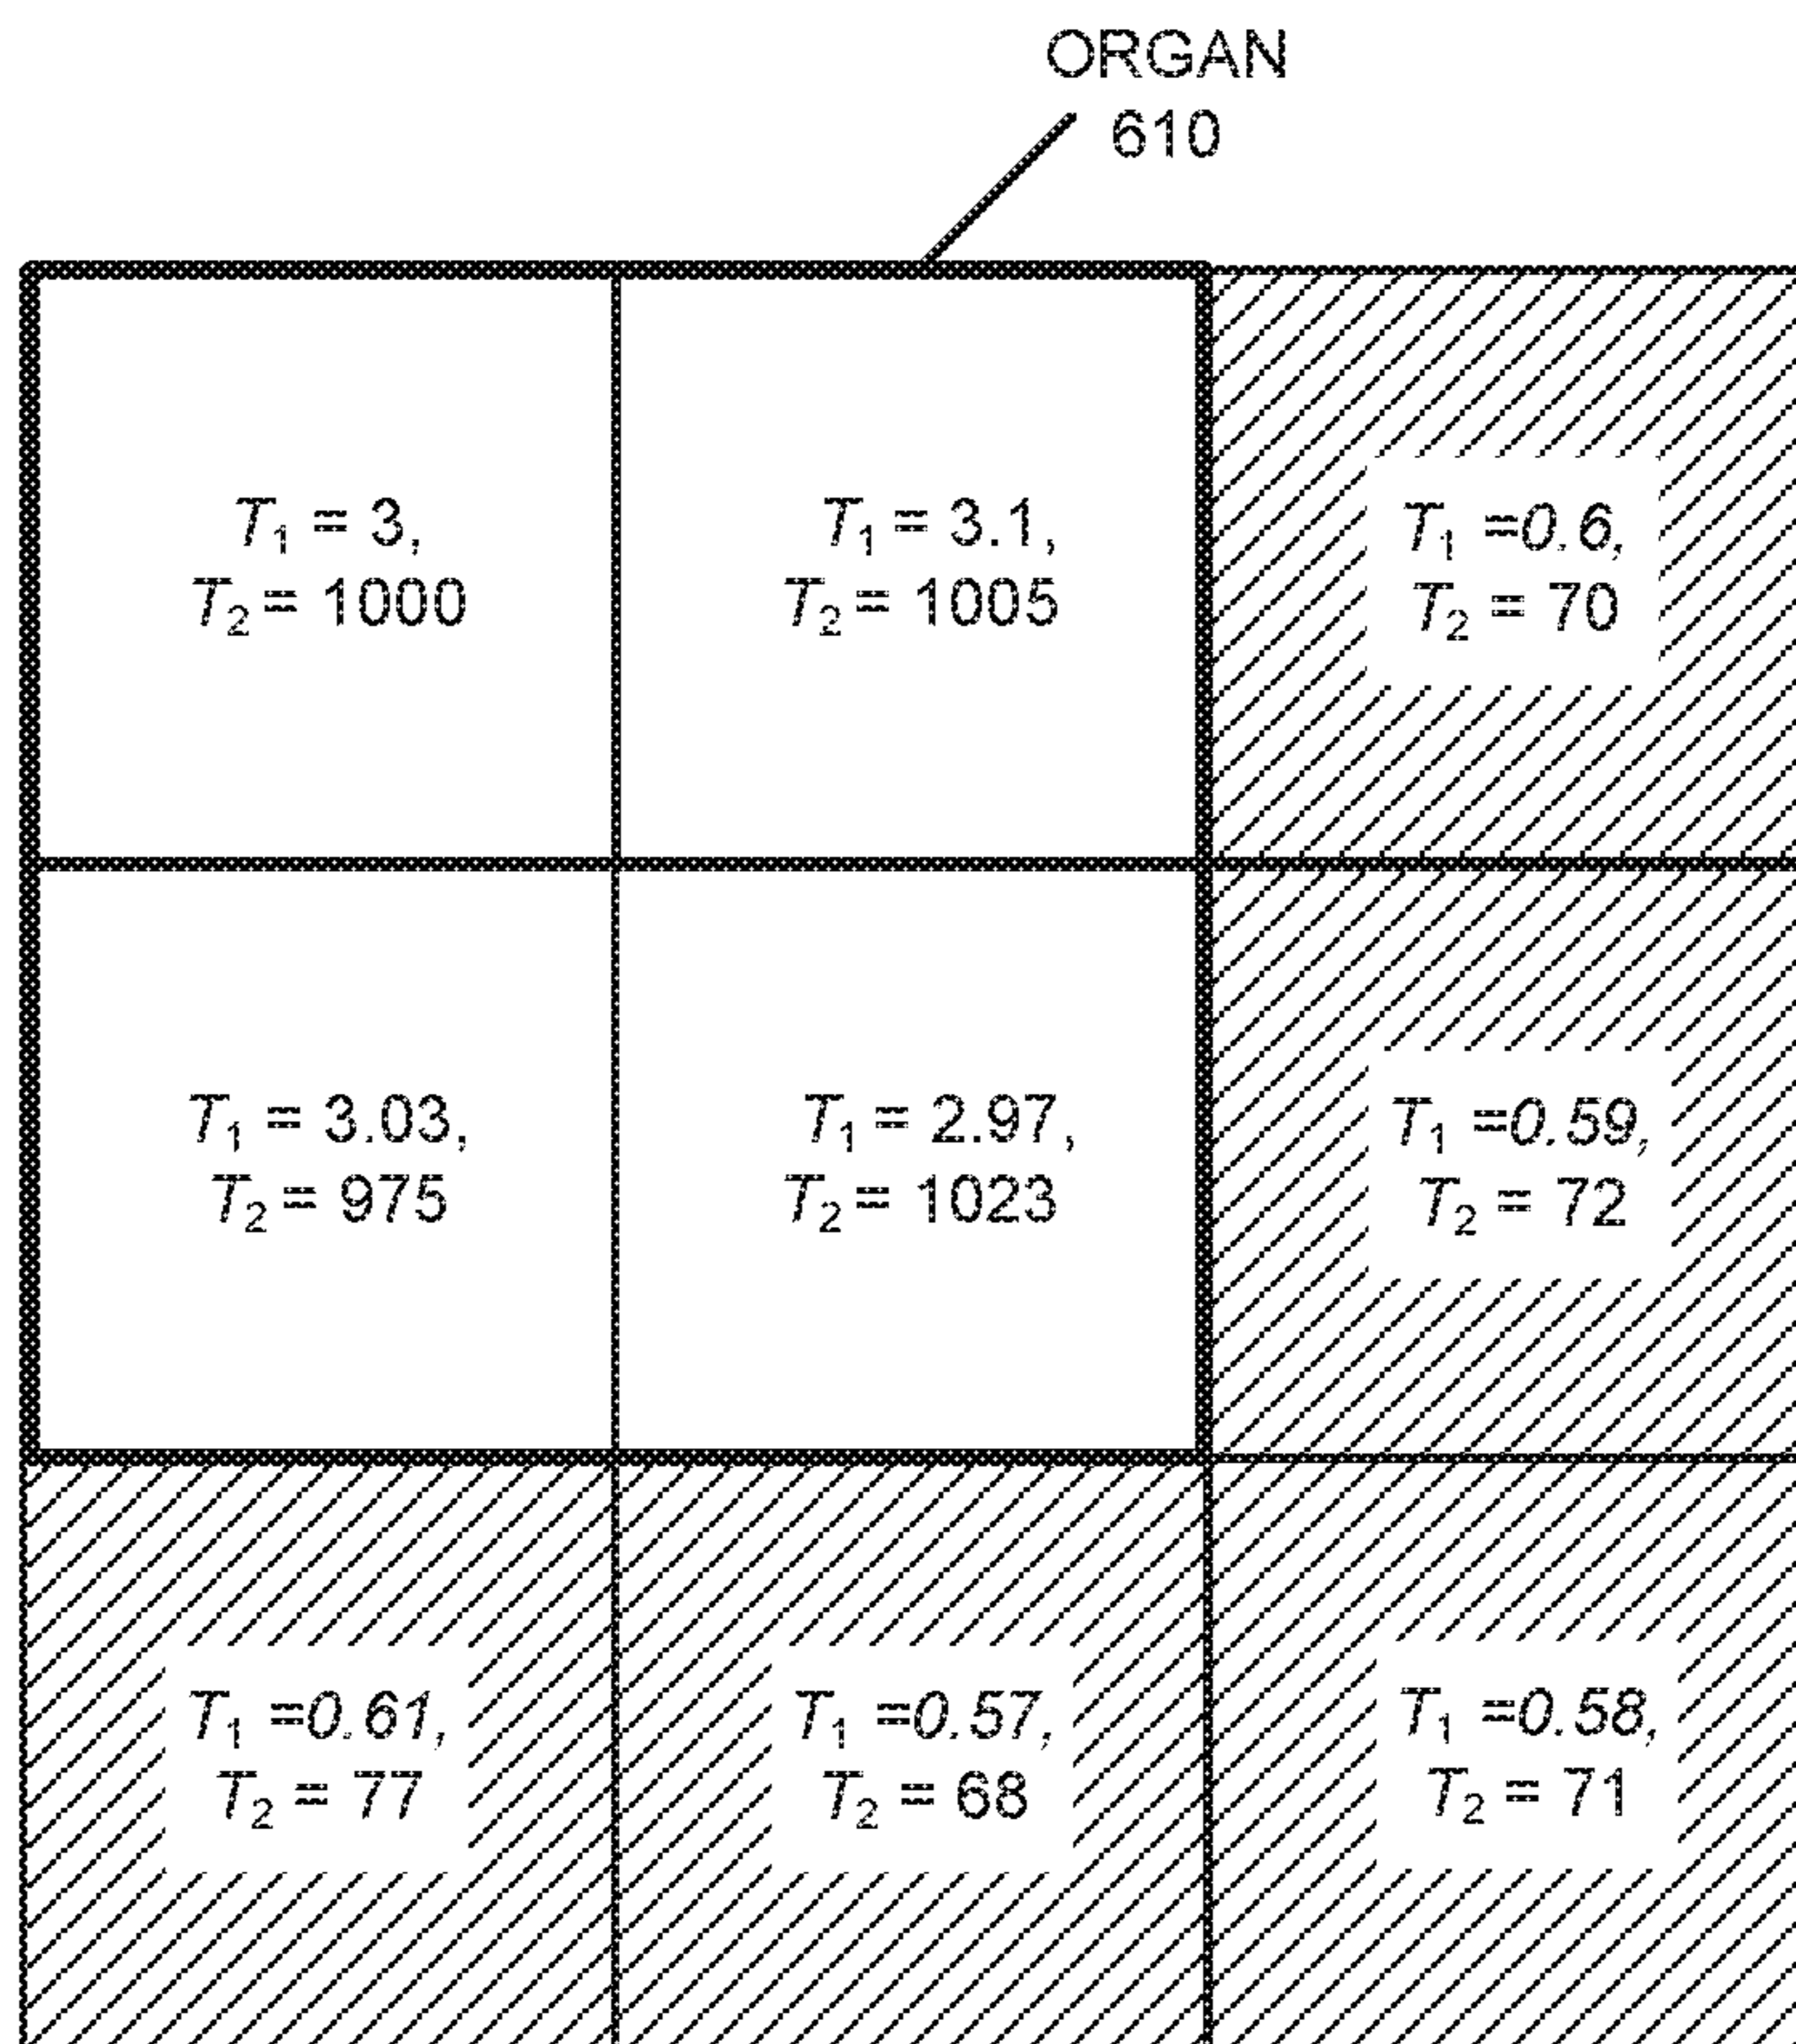 ORGAN
610
T₁ = 3,
T₂ = 1000
T₁ = 3.1,
T₂ = 1005
T₁ =0.6,
T₂ = 70
T₁ = 3.03,
T₂ = 975
T₁ = 2.97,
T₂ = 1023
T₁ =0.59,
T₂ = 72
T₁ =0.61,
T₂ = 77
T₁ =0.57,
T₂ = 68
T₁ =0.58,
T₂ = 71